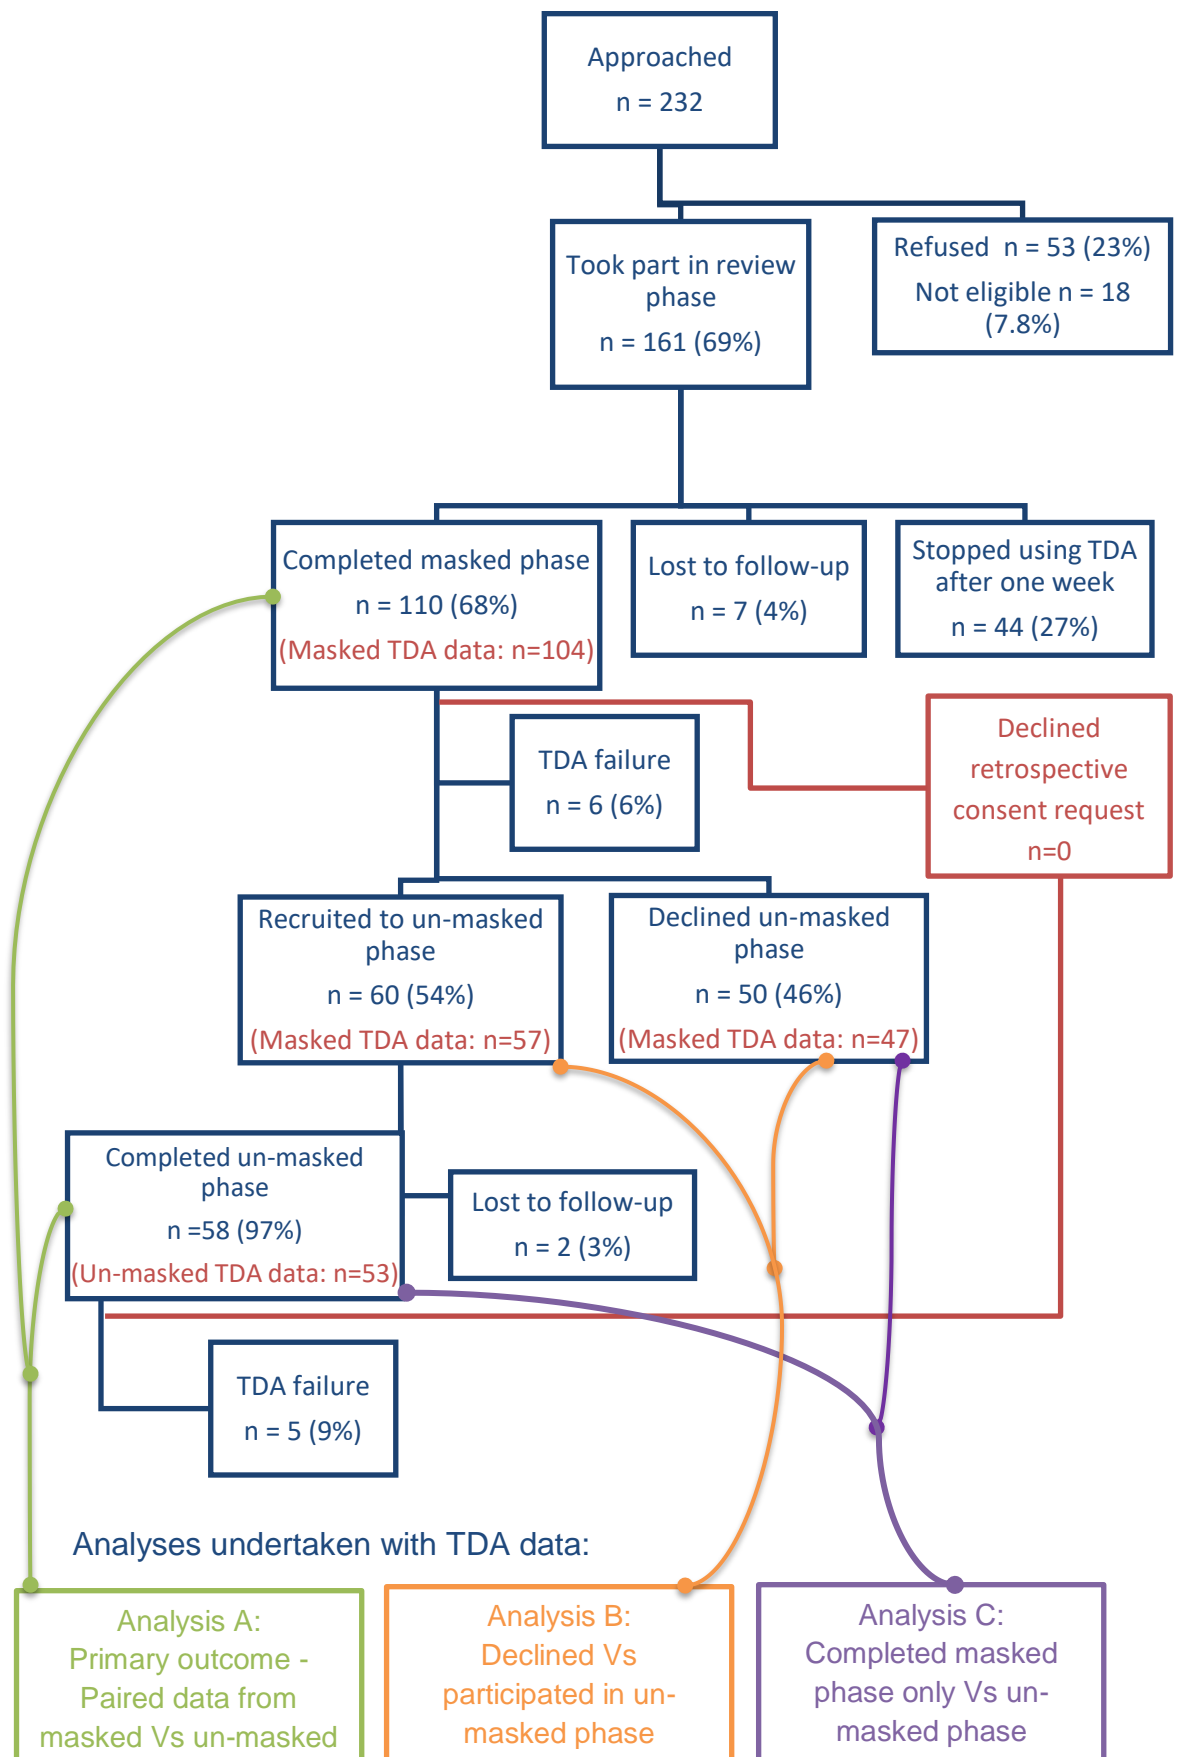 Approached
n = 232
Took part in review
phase
n = 161 (69%)
Refused  n = 53 (23%)
Not eligible n = 18
(7.8%)
Completed masked phase
n = 110 (68%)
(Masked TDA data: n=104)
Lost to follow-up
n = 7 (4%)
Stopped using TDA
after one week
n = 44 (27%)
TDA failure
n = 6 (6%)
Declined
retrospective
consent request
n=0
Recruited to un-masked
phase
n = 60 (54%)
(Masked TDA data: n=57)
Declined un-masked
phase
n = 50 (46%)
(Masked TDA data: n=47)
Completed un-masked
phase
n =58 (97%)
(Un-masked TDA data: n=53)
Lost to follow-up
n = 2 (3%)
TDA failure
n = 5 (9%)
Analyses undertaken with TDA data:
Analysis A:
Primary outcome -
Paired data from
masked Vs un-masked
Analysis B:
Declined Vs
participated in un-
masked phase
Analysis C:
Completed masked
phase only Vs un-
masked phase